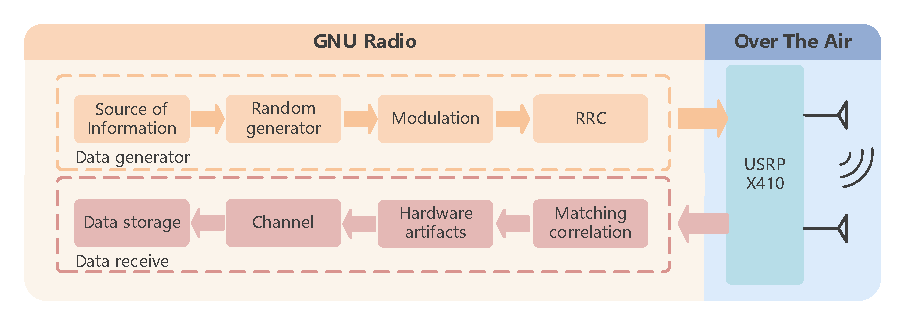 GNU Radio
Over The Air
Source of
Information
Random
generator
Modulation
RRC
Data generator
USRP
X410
Data storage
Channel
Hardware
artifacts
Matching
correlation
Data receive